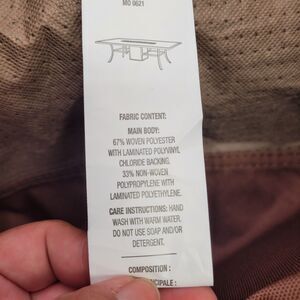 MO 0621
FABRIC CONTENT:
MAIN BODY:
67% WOVEN POLYESTER
WITH LAMINATED POLYVINYL
CHLORIDE BACKING.
33% NON-WOVEN
POLYPROPYLENE WITH
LAMINATED POLYETHYLENE.
CARE INSTRUCTIONS: HAND
WASH WITH WARM WATER.
DO NOT USE SOAP AND/OR
DETERGENT.
COMPOSITION :